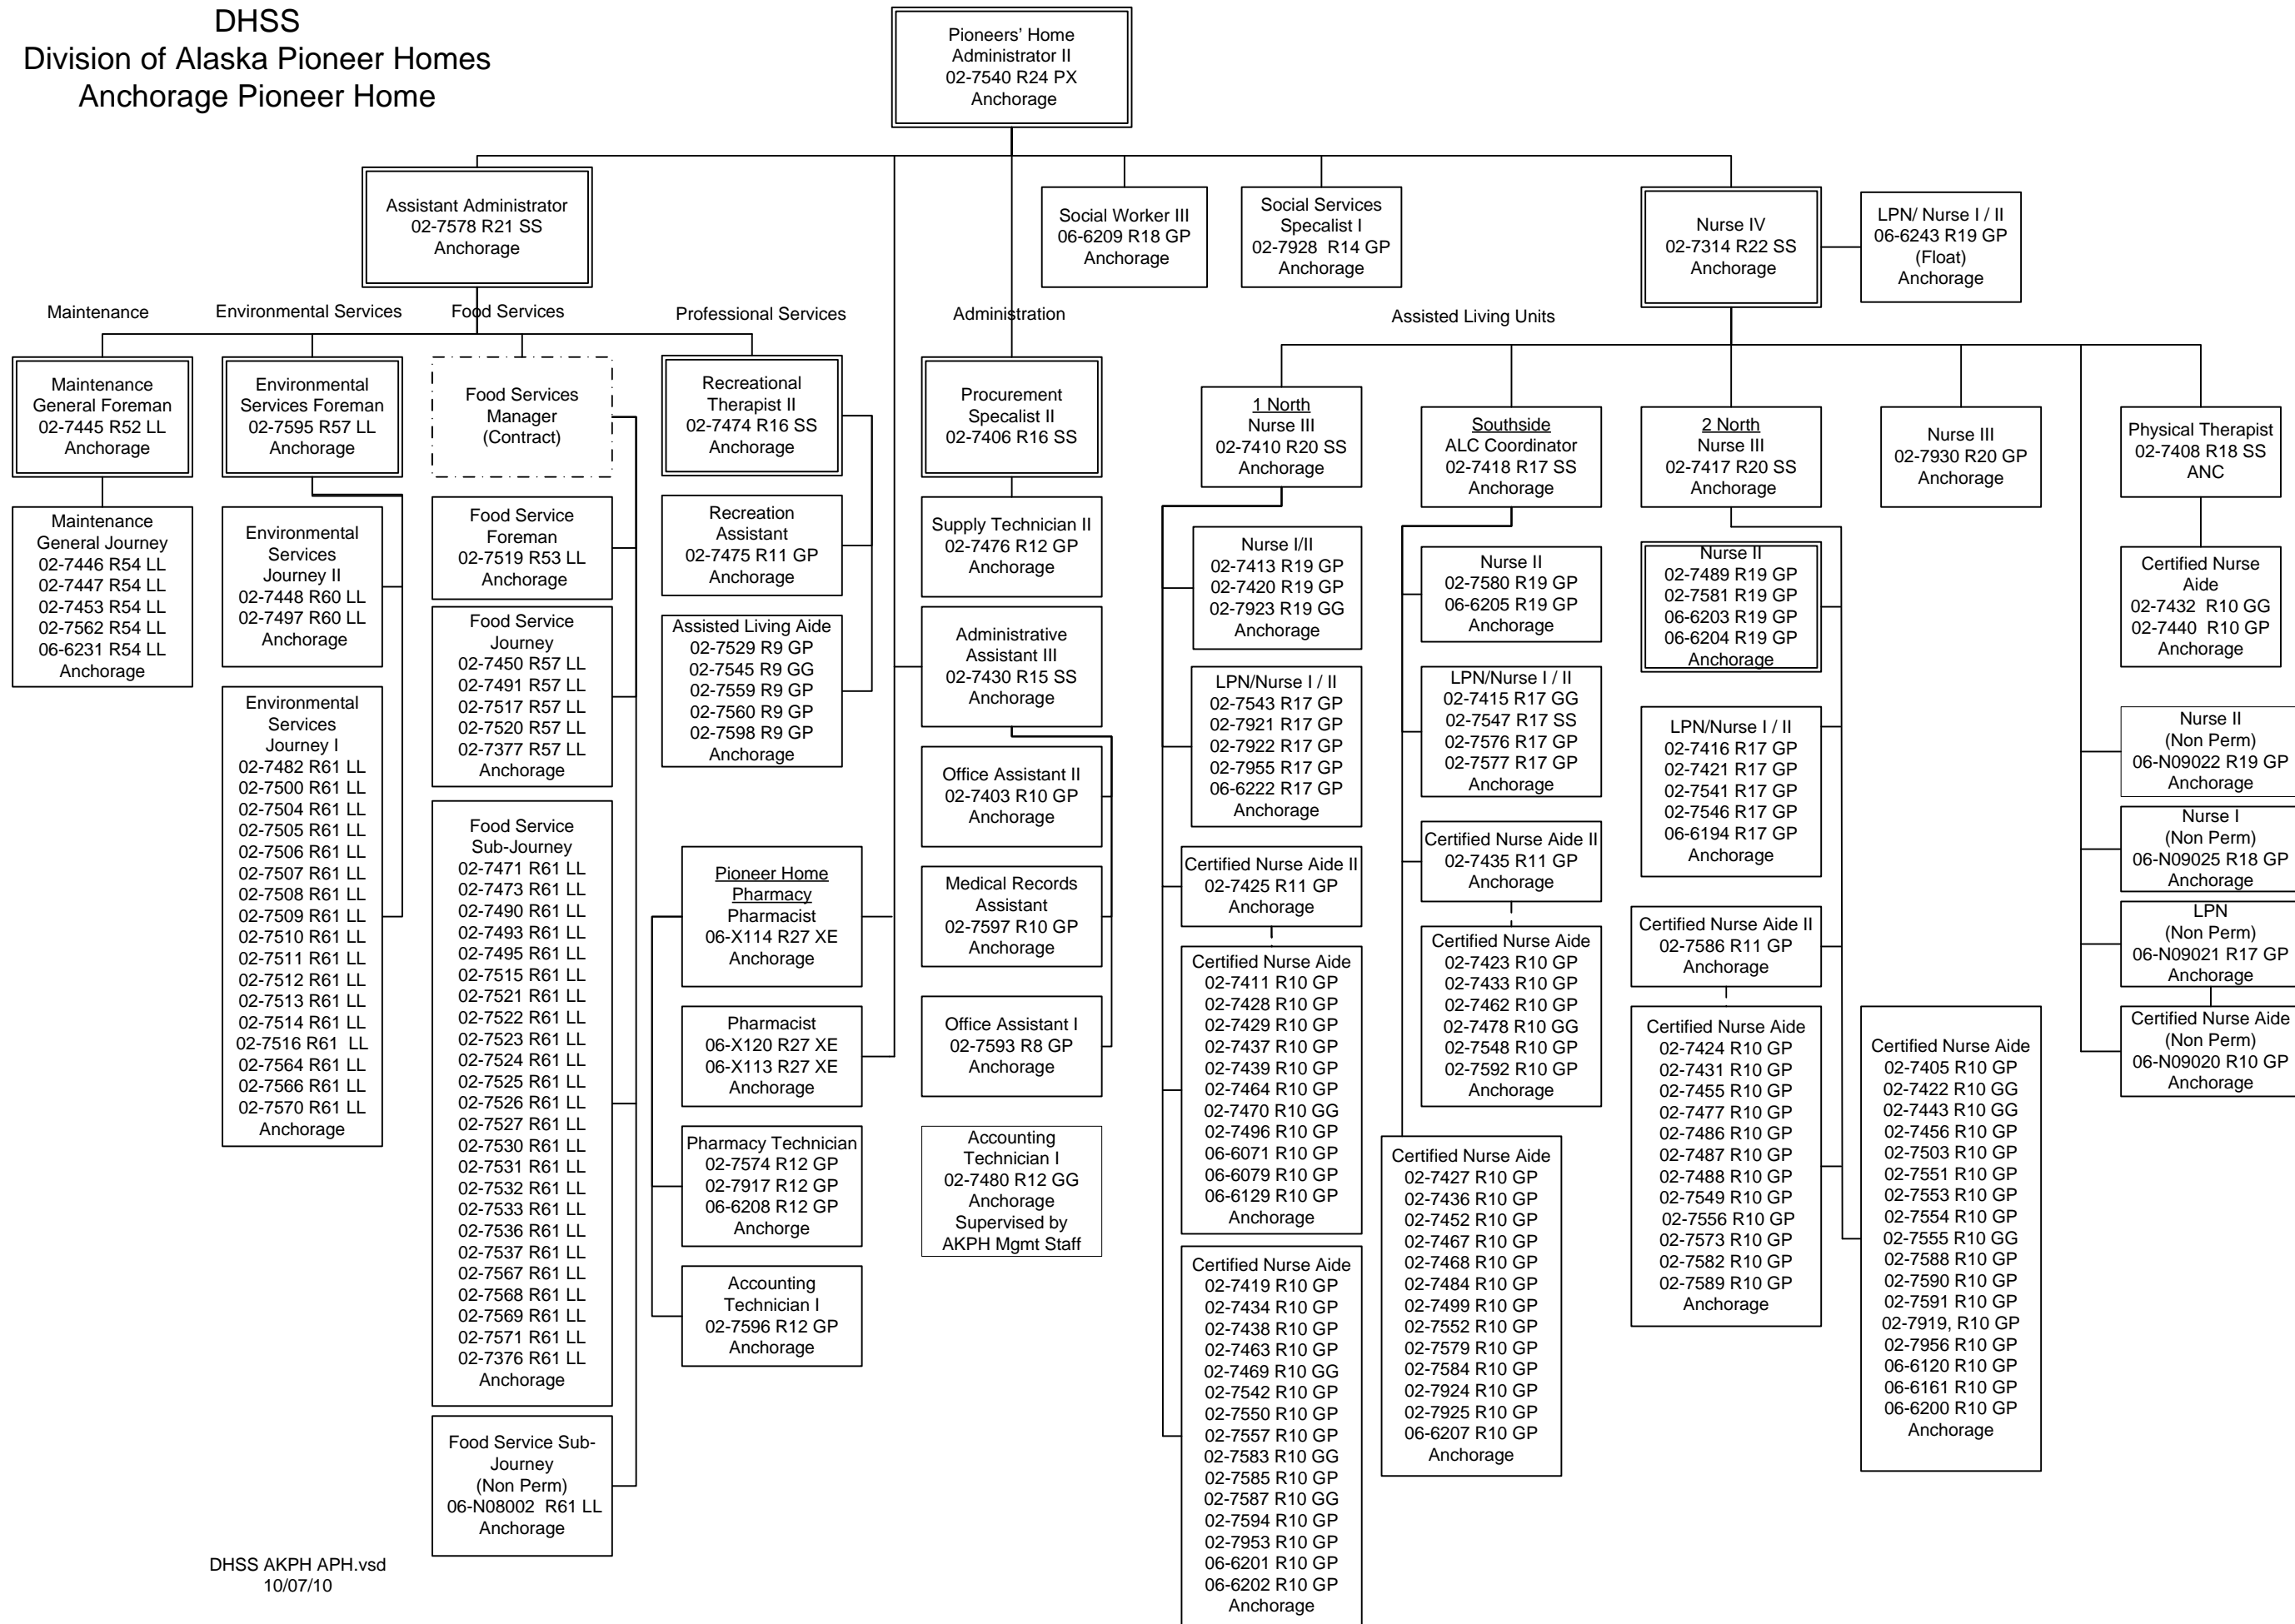 DHSS
Division of Alaska Pioneer Homes
Anchorage Pioneer Home
Pioneers' Home
Administrator II
02-7540 R24 PX
Anchorage
Assistant Administrator
02-7578 R21 SS
Anchorage
Social Worker III
06-6209 R18 GP
Anchorage
Social Services
Specalist I
02-7928  R14 GP
Anchorage
Nurse IV
02-7314 R22 SS
Anchorage
LPN/ Nurse I / II
06-6243 R19 GP
(Float)
Anchorage
Maintenance
Environmental Services
Food Services
Professional Services
Administration
Assisted Living Units
Maintenance
General Foreman
02-7445 R52 LL
Anchorage
Maintenance
General Journey
02-7446 R54 LL
02-7447 R54 LL
02-7453 R54 LL
02-7562 R54 LL
06-6231 R54 LL
Anchorage
Environmental
Services Foreman
02-7595 R57 LL
Anchorage
Environmental
Services
Journey II
02-7448 R60 LL
02-7497 R60 LL
Anchorage
Environmental
Services
Journey I
02-7482 R61 LL
02-7500 R61 LL
02-7504 R61 LL
02-7505 R61 LL
02-7506 R61 LL
02-7507 R61 LL
02-7508 R61 LL
02-7509 R61 LL
02-7510 R61 LL
02-7511 R61 LL
02-7512 R61 LL
02-7513 R61 LL
02-7514 R61 LL
02-7516 R61  LL
02-7564 R61 LL
02-7566 R61 LL
02-7570 R61 LL
Anchorage
Food Services
Manager
(Contract)
Food Service
Foreman
02-7519 R53 LL
Anchorage
Food Service
Journey
02-7450 R57 LL
02-7491 R57 LL
02-7517 R57 LL
02-7520 R57 LL
02-7377 R57 LL
Anchorage
Food Service
Sub-Journey
02-7471 R61 LL
02-7473 R61 LL
02-7490 R61 LL
02-7493 R61 LL
02-7495 R61 LL
02-7515 R61 LL
02-7521 R61 LL
02-7522 R61 LL
02-7523 R61 LL
02-7524 R61 LL
02-7525 R61 LL
02-7526 R61 LL
02-7527 R61 LL
02-7530 R61 LL
02-7531 R61 LL
02-7532 R61 LL
02-7533 R61 LL
02-7536 R61 LL
02-7537 R61 LL
02-7567 R61 LL
02-7568 R61 LL
02-7569 R61 LL
02-7571 R61 LL
02-7376 R61 LL
Anchorage
Food Service Sub-
Journey
(Non Perm)
06-N08002  R61 LL
Anchorage
Recreational
Therapist II
02-7474 R16 SS
Anchorage
Recreation
Assistant
02-7475 R11 GP
Anchorage
Assisted Living Aide
02-7529 R9 GP
02-7545 R9 GG
02-7559 R9 GP
02-7560 R9 GP
02-7598 R9 GP
Anchorage
Pioneer Home
Pharmacy
Pharmacist
06-X114 R27 XE
Anchorage
Pharmacist
06-X120 R27 XE
06-X113 R27 XE
Anchorage
Pharmacy Technician
02-7574 R12 GP
02-7917 R12 GP
06-6208 R12 GP
Anchorge
Accounting
Technician I
02-7596 R12 GP
Anchorage
Procurement
Specalist II
02-7406 R16 SS
Supply Technician II
02-7476 R12 GP
Anchorage
Administrative
Assistant III
02-7430 R15 SS
Anchorage
Office Assistant II
02-7403 R10 GP
Anchorage
Medical Records
Assistant
02-7597 R10 GP
Anchorage
Office Assistant I
02-7593 R8 GP
Anchorage
Accounting
Technician I
02-7480 R12 GG
Anchorage
Supervised by
AKPH Mgmt Staff
1 North
Nurse III
02-7410 R20 SS
Anchorage
Nurse I/II
02-7413 R19 GP
02-7420 R19 GP
02-7923 R19 GG
Anchorage
LPN/Nurse I / II
02-7543 R17 GP
02-7921 R17 GP
02-7922 R17 GP
02-7955 R17 GP
06-6222 R17 GP
Anchorage
Certified Nurse Aide II
02-7425 R11 GP
Anchorage
Certified Nurse Aide
02-7411 R10 GP
02-7428 R10 GP
02-7429 R10 GP
02-7437 R10 GP
02-7439 R10 GP
02-7464 R10 GP
02-7470 R10 GG
02-7496 R10 GP
06-6071 R10 GP
06-6079 R10 GP
06-6129 R10 GP
Anchorage
Certified Nurse Aide
02-7419 R10 GP
02-7434 R10 GP
02-7438 R10 GP
02-7463 R10 GP
02-7469 R10 GG
02-7542 R10 GP
02-7550 R10 GP
02-7557 R10 GP
02-7583 R10 GG
02-7585 R10 GP
02-7587 R10 GG
02-7594 R10 GP
02-7953 R10 GP
06-6201 R10 GP
06-6202 R10 GP
Anchorage
Southside
ALC Coordinator
02-7418 R17 SS
Anchorage
Nurse II
02-7580 R19 GP
06-6205 R19 GP
Anchorage
LPN/Nurse I / II
02-7415 R17 GG
02-7547 R17 SS
02-7576 R17 GP
02-7577 R17 GP
Anchorage
Certified Nurse Aide II
02-7435 R11 GP
Anchorage
Certified Nurse Aide
02-7423 R10 GP
02-7433 R10 GP
02-7462 R10 GP
02-7478 R10 GG
02-7548 R10 GP
02-7592 R10 GP
Anchorage
Certified Nurse Aide
02-7427 R10 GP
02-7436 R10 GP
02-7452 R10 GP
02-7467 R10 GP
02-7468 R10 GP
02-7484 R10 GP
02-7499 R10 GP
02-7552 R10 GP
02-7579 R10 GP
02-7584 R10 GP
02-7924 R10 GP
02-7925 R10 GP
06-6207 R10 GP
Anchorage
2 North
Nurse III
02-7417 R20 SS
Anchorage
Nurse II
02-7489 R19 GP
02-7581 R19 GP
06-6203 R19 GP
06-6204 R19 GP
Anchorage
LPN/Nurse I / II
02-7416 R17 GP
02-7421 R17 GP
02-7541 R17 GP
02-7546 R17 GP
06-6194 R17 GP
Anchorage
Certified Nurse Aide II
02-7586 R11 GP
Anchorage
Certified Nurse Aide
02-7424 R10 GP
02-7431 R10 GP
02-7455 R10 GP
02-7477 R10 GP
02-7486 R10 GP
02-7487 R10 GP
02-7488 R10 GP
02-7549 R10 GP
02-7556 R10 GP
02-7573 R10 GP
02-7582 R10 GP
02-7589 R10 GP
Anchorage
Certified Nurse Aide
02-7405 R10 GP
02-7422 R10 GG
02-7443 R10 GG
02-7456 R10 GP
02-7503 R10 GP
02-7551 R10 GP
02-7553 R10 GP
02-7554 R10 GP
02-7555 R10 GG
02-7588 R10 GP
02-7590 R10 GP
02-7591 R10 GP
02-7919, R10 GP
02-7956 R10 GP
06-6120 R10 GP
06-6161 R10 GP
06-6200 R10 GP
Anchorage
Nurse III
02-7930 R20 GP
Anchorage
Physical Therapist
02-7408 R18 SS
ANC
Certified Nurse
Aide
02-7432  R10 GG
02-7440  R10 GP
Anchorage
Nurse II
(Non Perm)
06-N09022 R19 GP
Anchorage
Nurse I
(Non Perm)
06-N09025 R18 GP
Anchorage
LPN
(Non Perm)
06-N09021 R17 GP
Anchorage
Certified Nurse Aide
(Non Perm)
06-N09020 R10 GP
Anchorage
DHSS AKPH APH.vsd
10/07/10